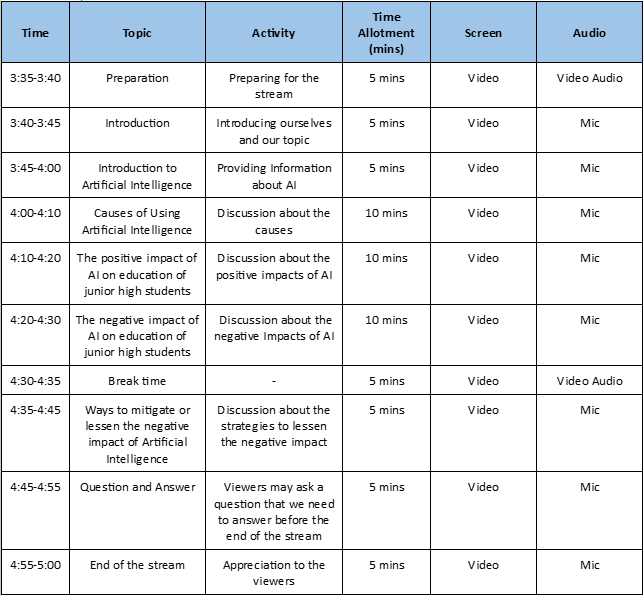 Time Topic Activity Time Allotment (mins) Screen Audio
3:35-3:40 Preparation Preparing for the stream 5 mins Video Video Audio
3:40-3:45 Introduction Introducing ourselves and our topic 5 mins Video Mic
3:45-4:00 Introduction to Artificial Intelligence Providing Information about AI 5 mins Video Mic
4:00-4:10 Causes of Using Artificial Intelligence Discussion about the causes 10 mins Video Mic
4:10-4:20 The positive impact of AI on education of junior high students Discussion about the positive impacts of AI 10 mins Video Mic
4:20-4:30 The negative impact of AI on education of junior high students Discussion about the negative Impacts of AI 10 mins Video Mic
4:30-4:35 Break time - 5 mins Video Video Audio
4:35-4:45 Ways to mitigate or lessen the negative impact of Artificial Intelligence Discussion about the strategies to lessen the negative impact 5 mins Video Mic
4:45-4:55 Question and Answer Viewers may ask a question that we need to answer before the end of the stream 5 mins Video Mic
4:55-5:00 End of the stream Appreciation to the viewers 5 mins Video Mic